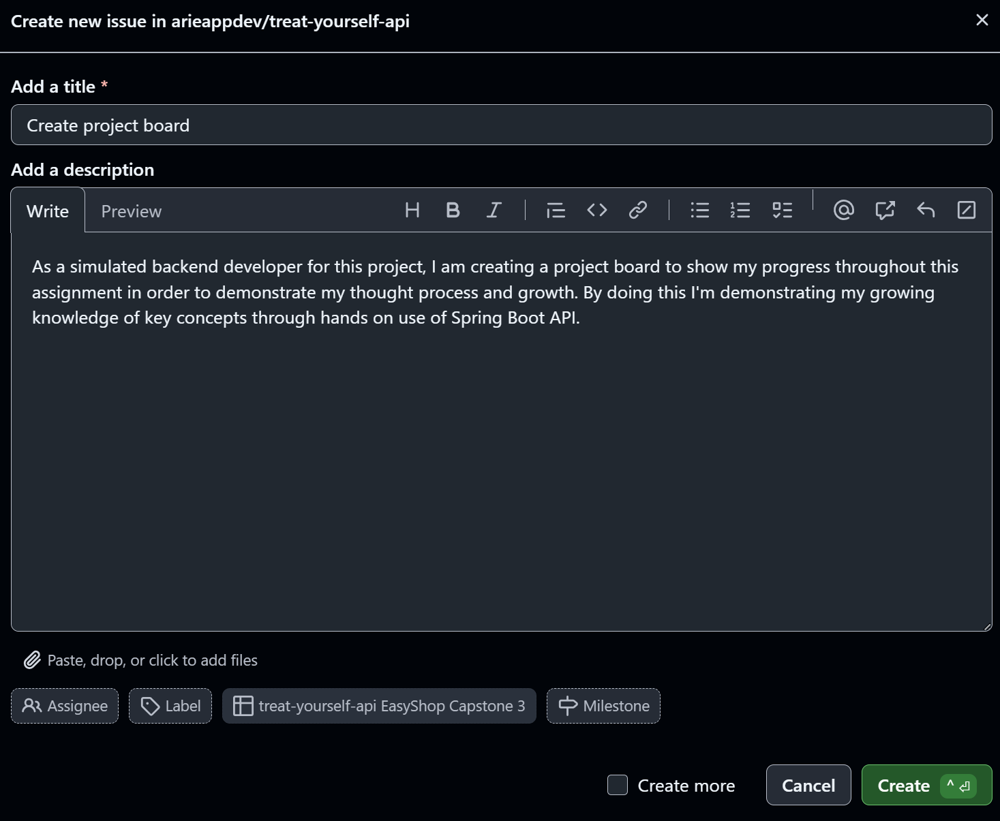 Create new issue in arieappdev/treat-yourself-api
Add a title *
Create project board
Add a description
Write Preview
As a simulated backend developer for this project, I am creating a project board to show my progress throughout this
assignment in order to demonstrate my thought process and growth. By doing this I'm demonstrating my growing
knowledge of key concepts through hands on use of Spring Boot API.
Paste, drop, or click to add files
Assignee Label treat-yourself-api EasyShop Capstone 3 Milestone
Create more Cancel Create ^ ⏎